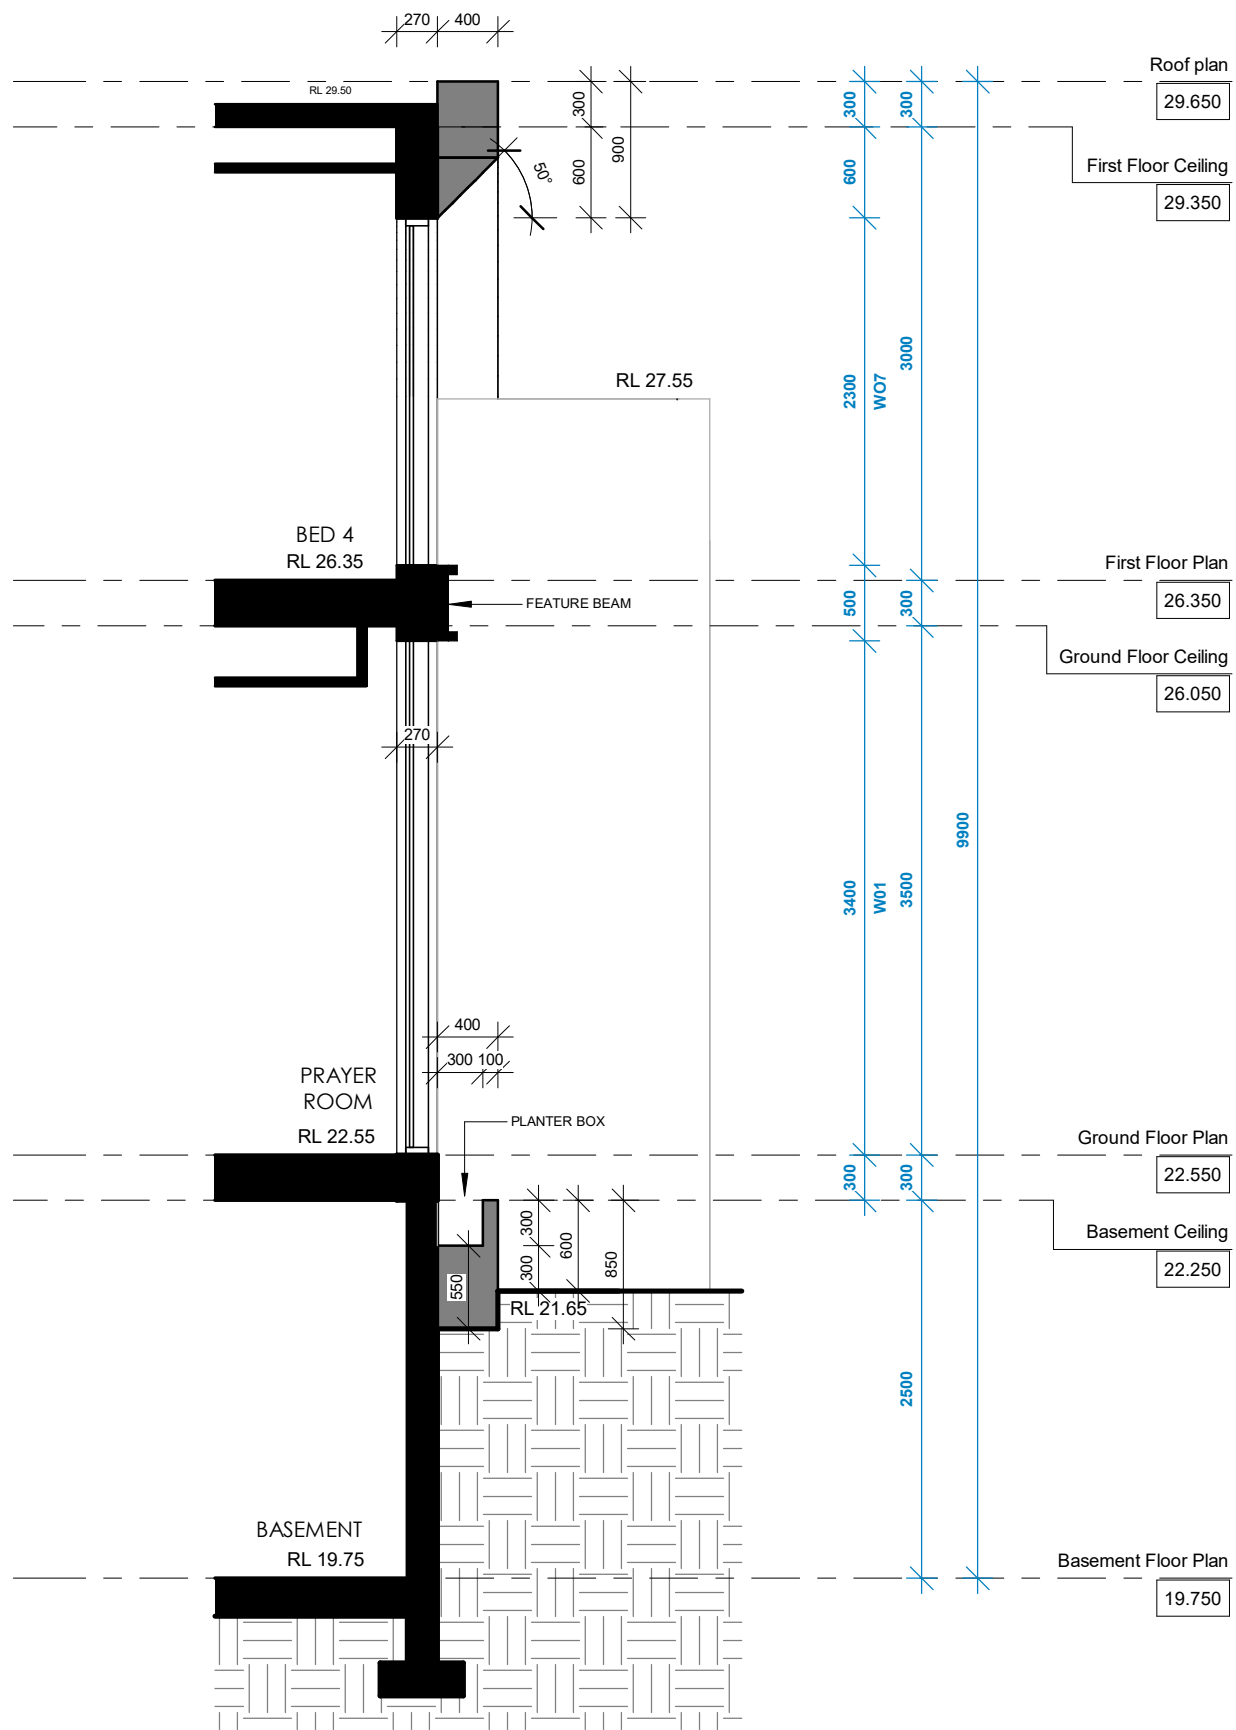 270 400
Roof plan
29.650
RL 29.50
300
900
600
50°
300
300
600
First Floor Ceiling
29.350
RL 27.55
2300
WO7
3000
BED 4
RL 26.35
FEATURE BEAM
First Floor Plan
26.350
500
300
Ground Floor Ceiling
26.050
270
9900
3400
W01
3500
400
300 100
PRAYER
ROOM
RL 22.55
PLANTER BOX
Ground Floor Plan
22.550
300
300
300
600
850
300
550
RL 21.65
Basement Ceiling
22.250
2500
BASEMENT
RL 19.75
Basement Floor Plan
19.750